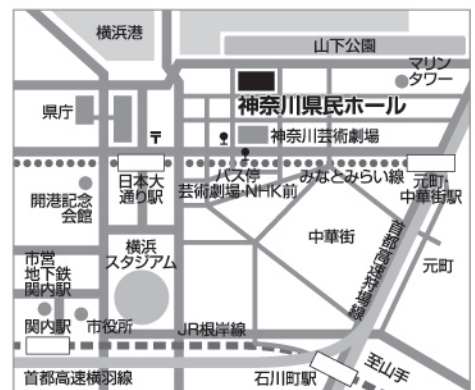 横浜港
山下公園
マリン
タワー
神奈川県民ホール
県庁
〒
神奈川芸術劇場
日本大
通り駅
バス停
芸術劇場・NHK前
みなとみらい線
元町・
中華街駅
開港記念
会館
横浜
スタジアム
中華街
首都高速狩場線
元町
市営
地下鉄
関内駅
関内駅
市役所
JR根岸線
首都高速横羽線
石川町駅
至山手